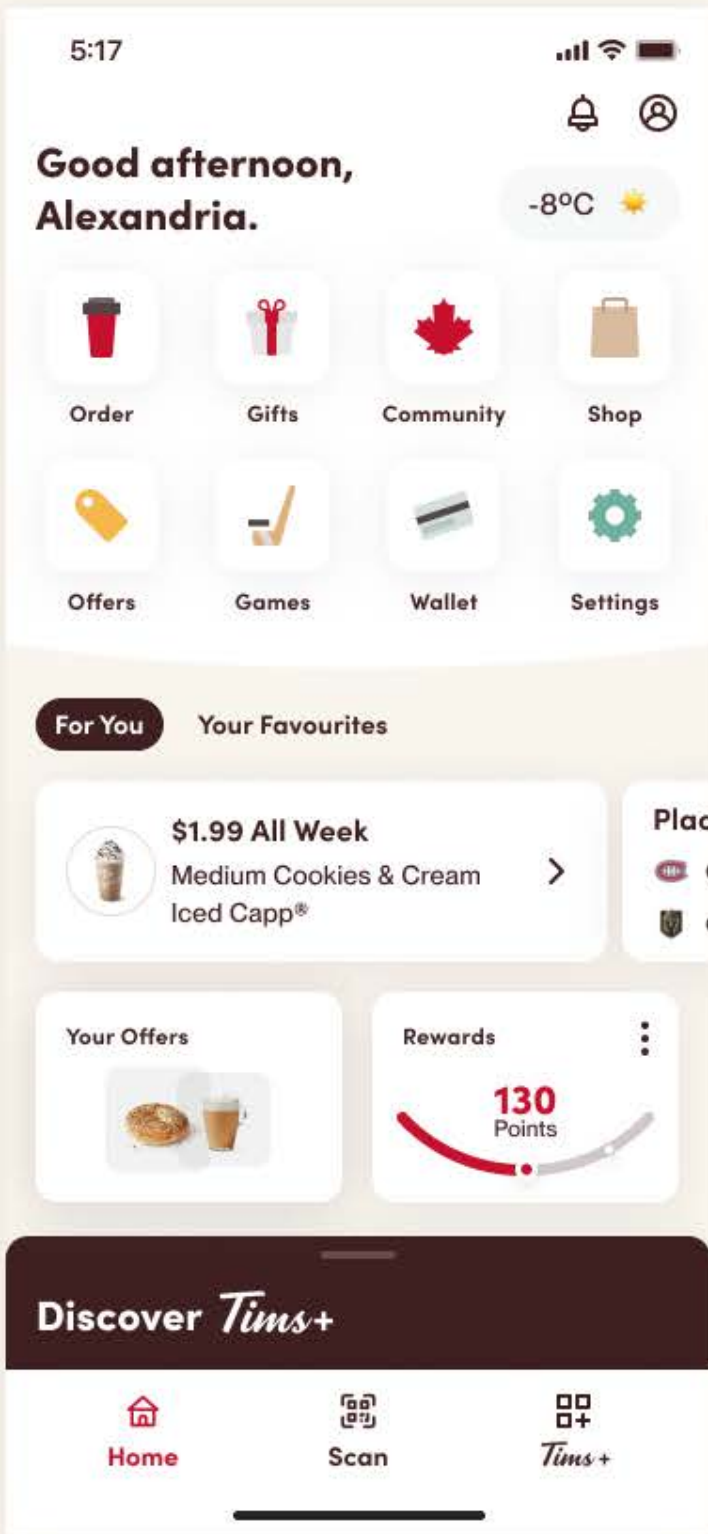 5:17
Good afternoon,
Alexandria.
-8ºC
Order
Gifts
Community
Shop
Offers
Games
Wallet
Settings
For You
Your Favourites
$1.99 All Week
Medium Cookies & Cream
Iced Capp®
Your Offers
Rewards
130
Points
Discover Tims+
Home
Scan
Tims+